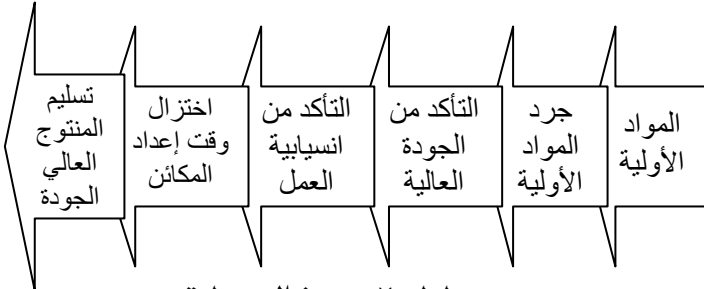 المواد
الأولية
جرد
المواد
الأولية
التأكد من
الجودة
العالية
التأكد من
انسيابية
العمل
اختزال
وقت إعداد
المكائن
تسليم
المنتوج
العالي
الجودة